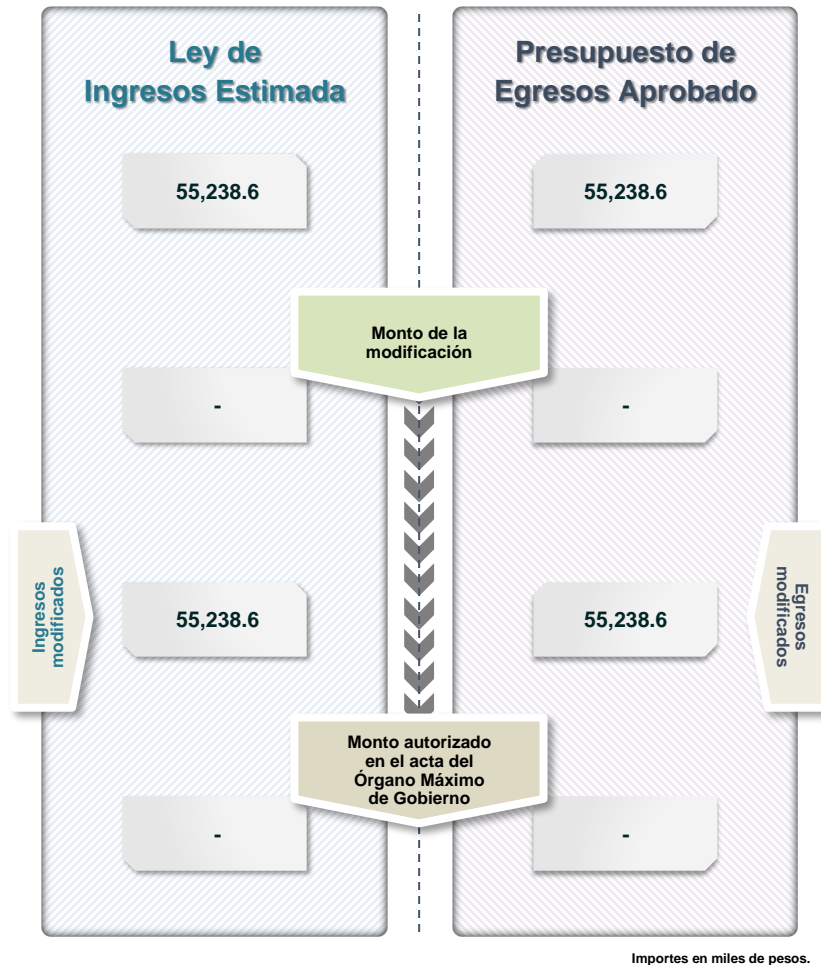 Ley de
Ingresos Estimada
Presupuesto de
Egresos Aprobado
55,238.6
55,238.6
Monto de la
modificación
-
-
Ingresos
modificados
55,238.6
55,238.6
Egresos
modificados
Monto autorizado
en el acta del
Órgano Máximo
de Gobierno
-
-
Importes en miles de pesos.